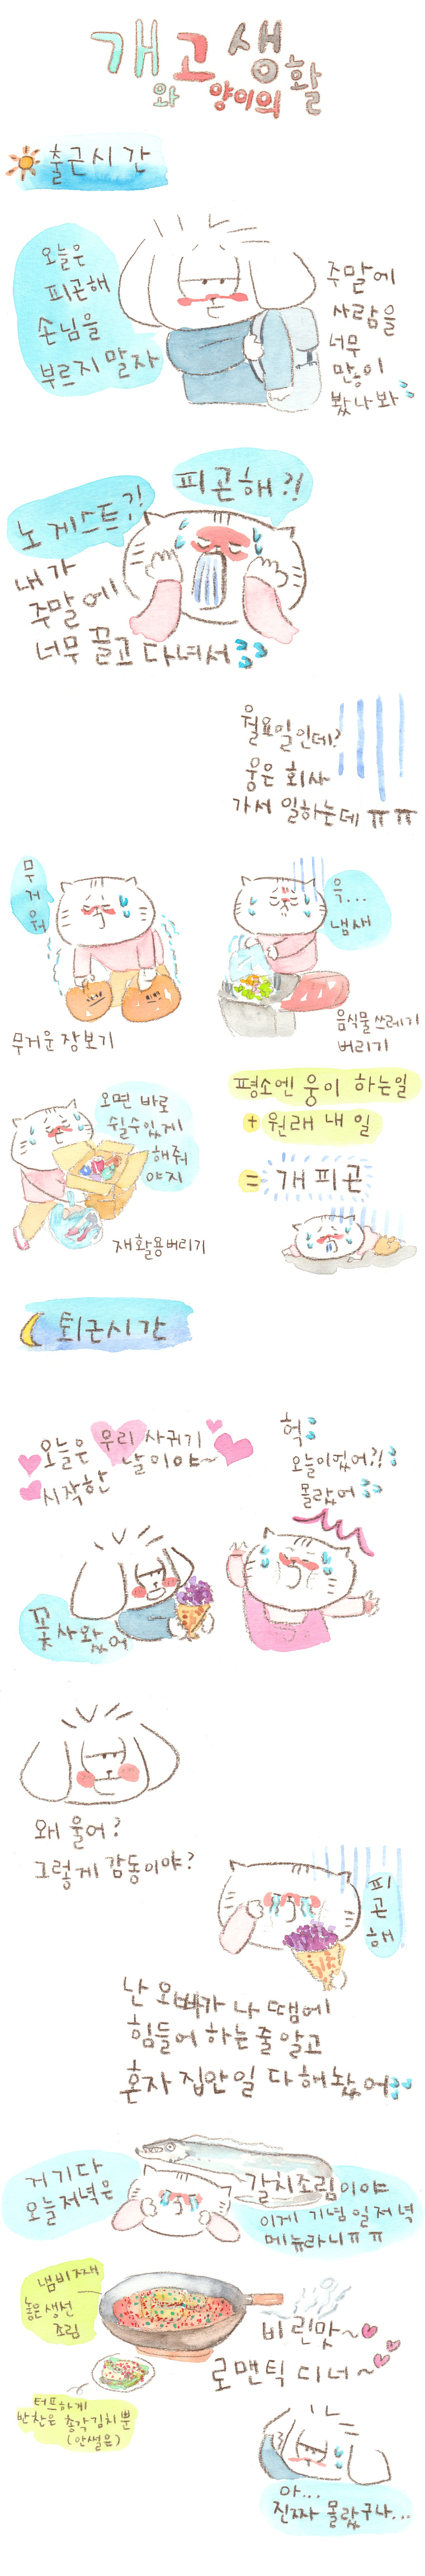 개와 고양이의 생활
출근시간
오늘은
피곤해
손님을
부르지 말자
주말에
사람을
너무
많이
봤나봐
노 게스트?!
피곤해?!
내가
주말에
너무 끌고 다녀서
월요일인데?
웅은 회사
가서 일하는데 ㅠㅠ
무거워
무거운 장보기
윽...
냄새
음식물쓰레기
버리기
오면 바로
쉴수있게
해줘
야지
재활용버리기
평소엔 웅이 하는일
+ 원래 내 일
= 개피곤
퇴근시간
오늘은 우리 사귀기
시작한 날이야~
꽃 사왔어
헉
오늘이었어?!
몰랐어
왜 울어?
그렇게 감동이야?
피곤해
난 오빠가 나 땜에
힘들어 하는줄 알고
혼자 집안일 다 해놨어
거기다
오늘저녁은
갈치조림이야
이게 기념일저녁
메뉴라니ㅠㅠ
냄비째
놓은 생선
조림
비린맛~
로맨틱 디너~
터프하게
반찬은 총각김치뿐
(안썰음)
아...
진짜 몰랐구나...